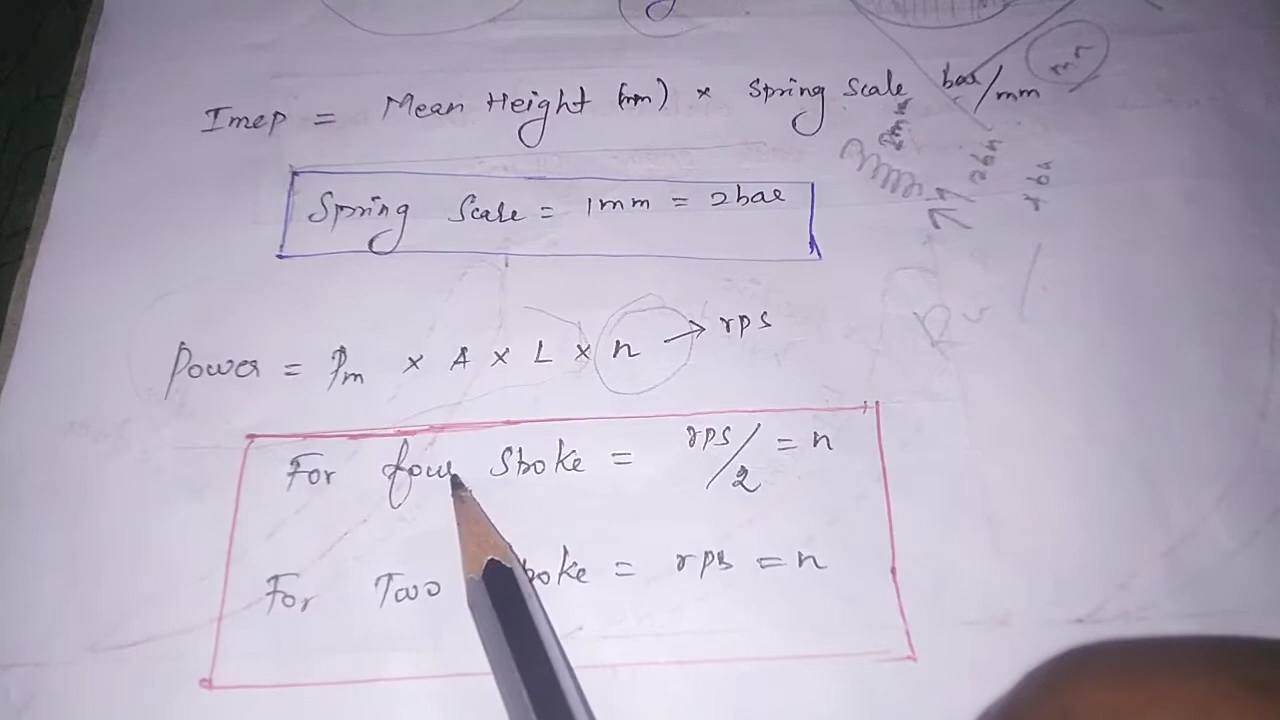 Imep = Mean Height (mm) × Spring Scale bar/mm
Spring Scale = 1mm = 2bar
Power = Pm × A × L × n → rps
For four Stoke = rps/2 = n
For Two oke = rps = n